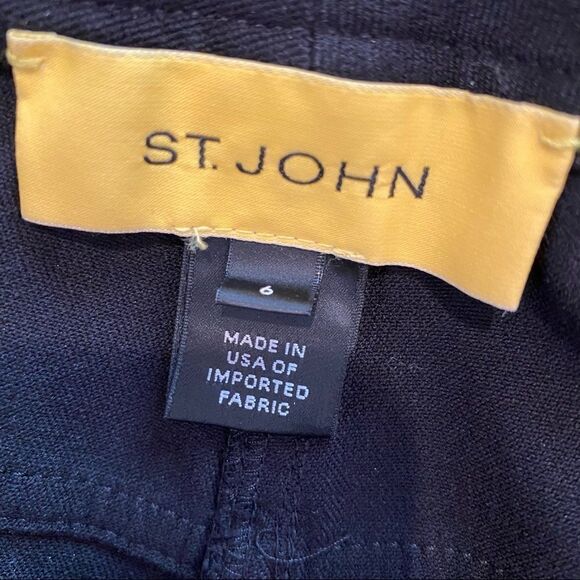 ST. JOHN
6
MADE IN
USA OF
IMPORTED
FABRIC